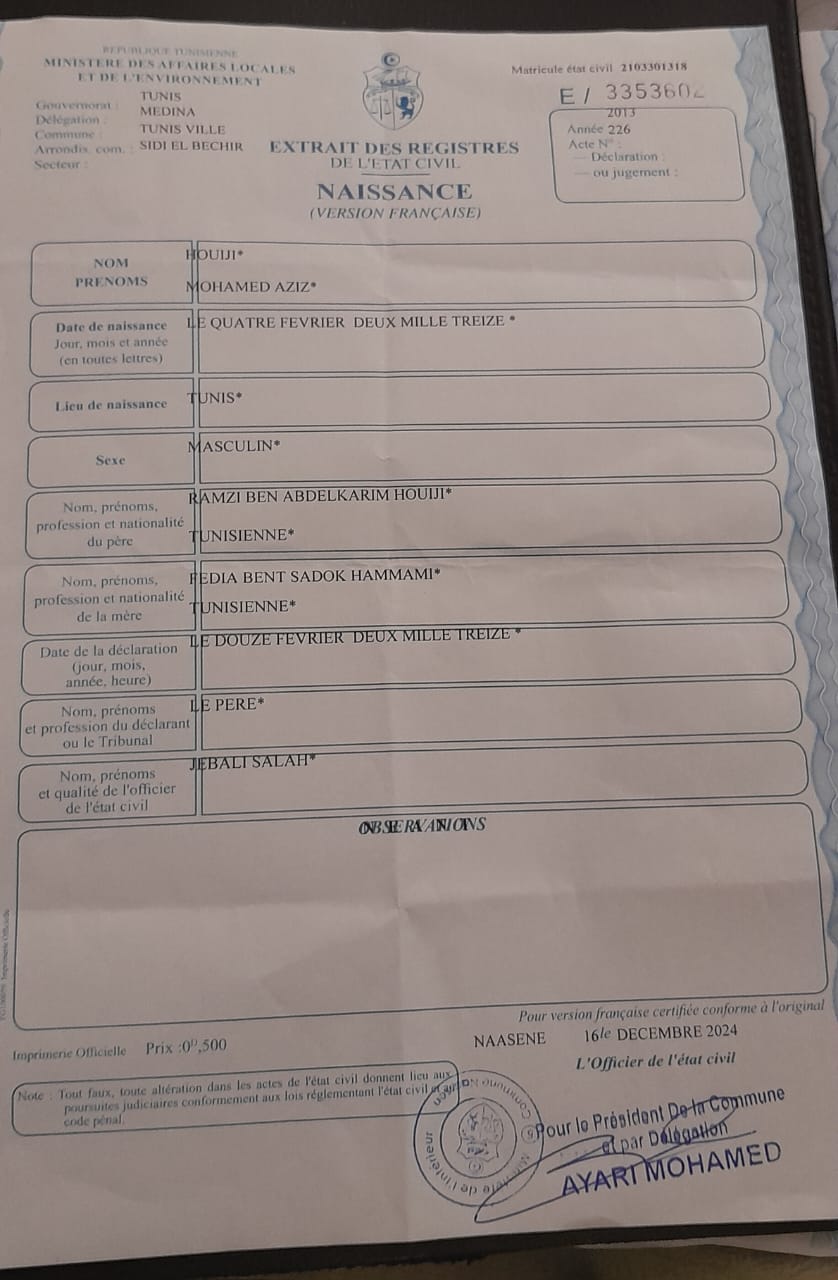 REPUBLIQUE TUNISIENNE
MINISTERE DES AFFAIRES LOCALES
ET DE L'ENVIRONNEMENT
Gouvernorat : TUNIS
Délégation : MEDINA
Commune : TUNIS VILLE
Arrondis. com. : SIDI EL BECHIR
Secteur :
Matricule état civil 2103301318
E / 3353602
2013
Année 226
Acte N° :
— Déclaration :
— ou jugement :
EXTRAIT DES REGISTRES
DE L'ETAT CIVIL
NAISSANCE
(VERSION FRANÇAISE)
NOM HOUIJI*
PRENOMS MOHAMED AZIZ*
Date de naissance LE QUATRE FEVRIER DEUX MILLE TREIZE *
Jour, mois et année
(en toutes lettres)
Lieu de naissance TUNIS*
Sexe MASCULIN*
Nom, prénoms, RAMZI BEN ABDELKARIM HOUIJI*
profession et nationalité
du père TUNISIENNE*
Nom, prénoms, FEDIA BENT SADOK HAMMAMI*
profession et nationalité
de la mère TUNISIENNE*
Date de la déclaration LE DOUZE FEVRIER DEUX MILLE TREIZE *
(jour, mois,
année, heure)
Nom, prénoms LE PERE*
et profession du déclarant
ou le Tribunal
Nom, prénoms JEBALI SALAH*
et qualité de l'officier
de l'état civil
OBSERVATIONS
Pour version française certifiée conforme à l'original
NAASENE 16 le DECEMBRE 2024
L'Officier de l'état civil
Imprimerie Officielle Prix :0ᴰ,500
Note : Tout faux, toute altération dans les actes de l'état civil donnent lieu aux
poursuites judiciaires conformement aux lois réglementant l'état civil et au
code pénal.
Pour le Président De la Commune
et par Délégation
AYARI MOHAMED
Imprimerie Officielle